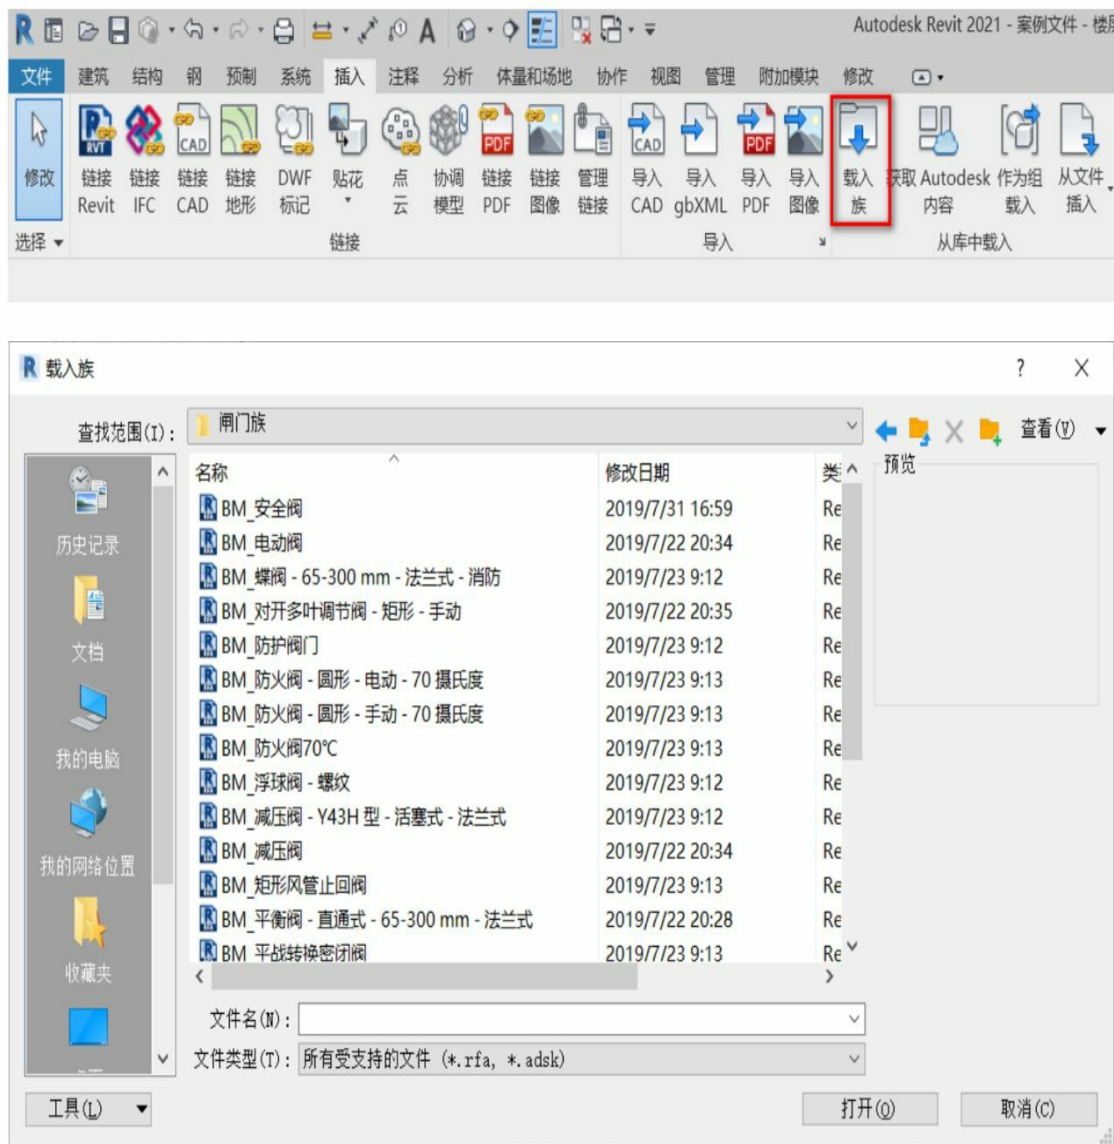 Autodesk Revit 2021 - 案例文件 - 楼
文件 建筑 结构 钢 预制 系统 插入 注释 分析 体量和场地 协作 视图 管理 附加模块 修改
修改 链接 Revit 链接 IFC 链接 CAD 链接 地形 DWF 标记 贴花 点云 协调模型 链接 PDF 链接 图像 管理 链接 导入 CAD 导入 gbXML 导入 PDF 导入 图像 载入 族 获取 Autodesk 内容 作为组 载入 从文件 插入
选择 链接 导入 从库中载入
载入族
查找范围(I): 闸门族 查看(V)
名称 修改日期 类 预览
BM_安全阀 2019/7/31 16:59 Re
BM_电动阀 2019/7/22 20:34 Re
BM_蝶阀 - 65-300 mm - 法兰式 - 消防 2019/7/23 9:12 Re
BM_对开多叶调节阀 - 矩形 - 手动 2019/7/22 20:35 Re
BM_防护阀门 2019/7/23 9:12 Re
BM_防火阀 - 圆形 - 电动 - 70 摄氏度 2019/7/23 9:13 Re
BM_防火阀 - 圆形 - 手动 - 70 摄氏度 2019/7/23 9:13 Re
BM_防火阀70℃ 2019/7/23 9:13 Re
BM_浮球阀 - 螺纹 2019/7/23 9:12 Re
BM_减压阀 - Y43H 型 - 活塞式 - 法兰式 2019/7/23 9:12 Re
BM_减压阀 2019/7/22 20:34 Re
BM_矩形风管止回阀 2019/7/23 9:13 Re
BM_平衡阀 - 直通式 - 65-300 mm - 法兰式 2019/7/22 20:28 Re
BM_平战转换密闭阀 2019/7/23 9:13 Re
历史记录
文档
我的电脑
我的网络位置
收藏夹
文件名(N):
文件类型(T): 所有受支持的文件 (*.rfa, *.adsk)
工具(L) 打开(O) 取消(C)